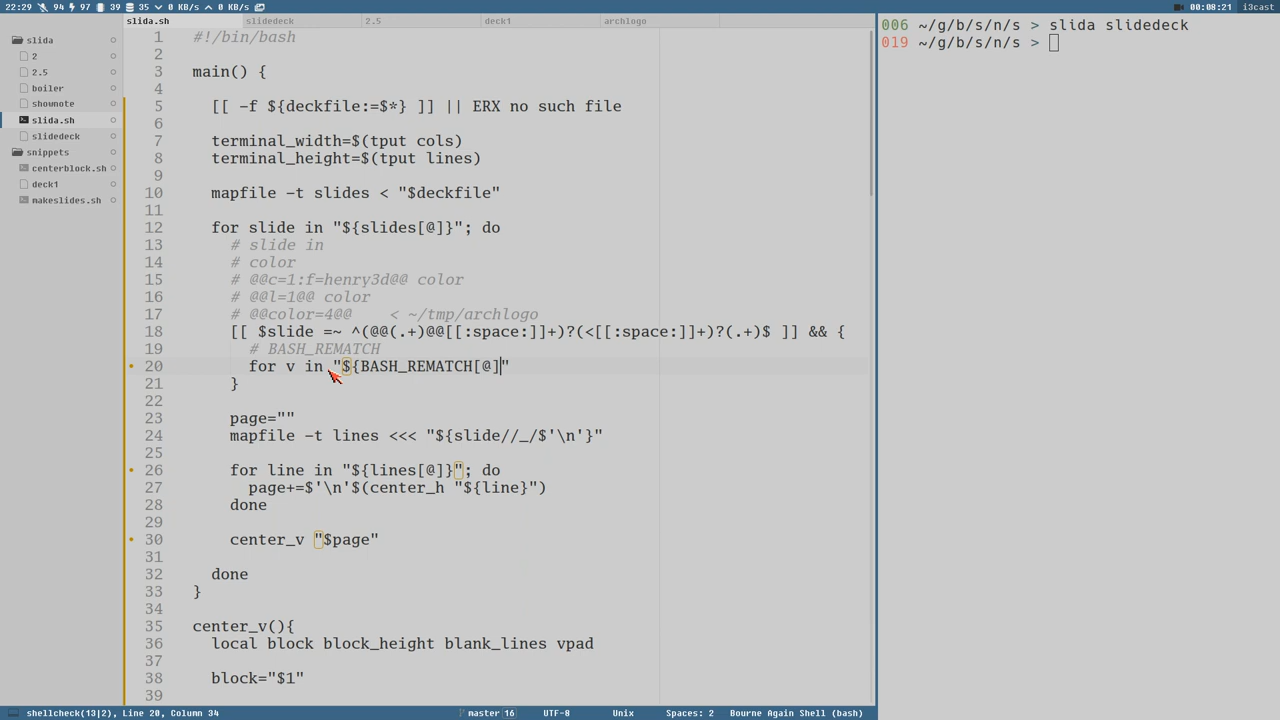 22:29 94 97 39 35 0 KB/s 0 KB/s
00:08:21 i3cast
slida.sh slidedeck 2.5 deck1 archlogo
slida
2
2.5
boiler
shownote
slida.sh
slidedeck
snippets
centerblock.sh
deck1
makeslides.sh
1 #!/bin/bash
2
3 main() {
4
5 [[ -f ${deckfile:=$*} ]] || ERX no such file
6
7 terminal_width=$(tput cols)
8 terminal_height=$(tput lines)
9
10 mapfile -t slides < "$deckfile"
11
12 for slide in "${slides[@]}"; do
13 # slide in
14 # color
15 # @@c=1:f=henry3d@@ color
16 # @@l=1@@ color
17 # @@color=4@@ < ~/tmp/archlogo
18 [[ $slide =~ ^(@@(.+)@@[[:space:]]+)?(<[[:space:]]+)?(.+)$ ]] && {
19 # BASH_REMATCH
20 for v in "${BASH_REMATCH[@]"
21 }
22
23 page=""
24 mapfile -t lines <<< "${slide//_/$'\n'}"
25
26 for line in "${lines[@]}"; do
27 page+=$'\n'$(center_h "${line}")
28 done
29
30 center_v "$page"
31
32 done
33 }
34
35 center_v(){
36 local block block_height blank_lines vpad
37
38 block="$1"
39
006 ~/g/b/s/n/s > slida slidedeck
019 ~/g/b/s/n/s >
shellcheck(13|2), Line 20, Column 34 master 16 UTF-8 Unix Spaces: 2 Bourne Again Shell (bash)